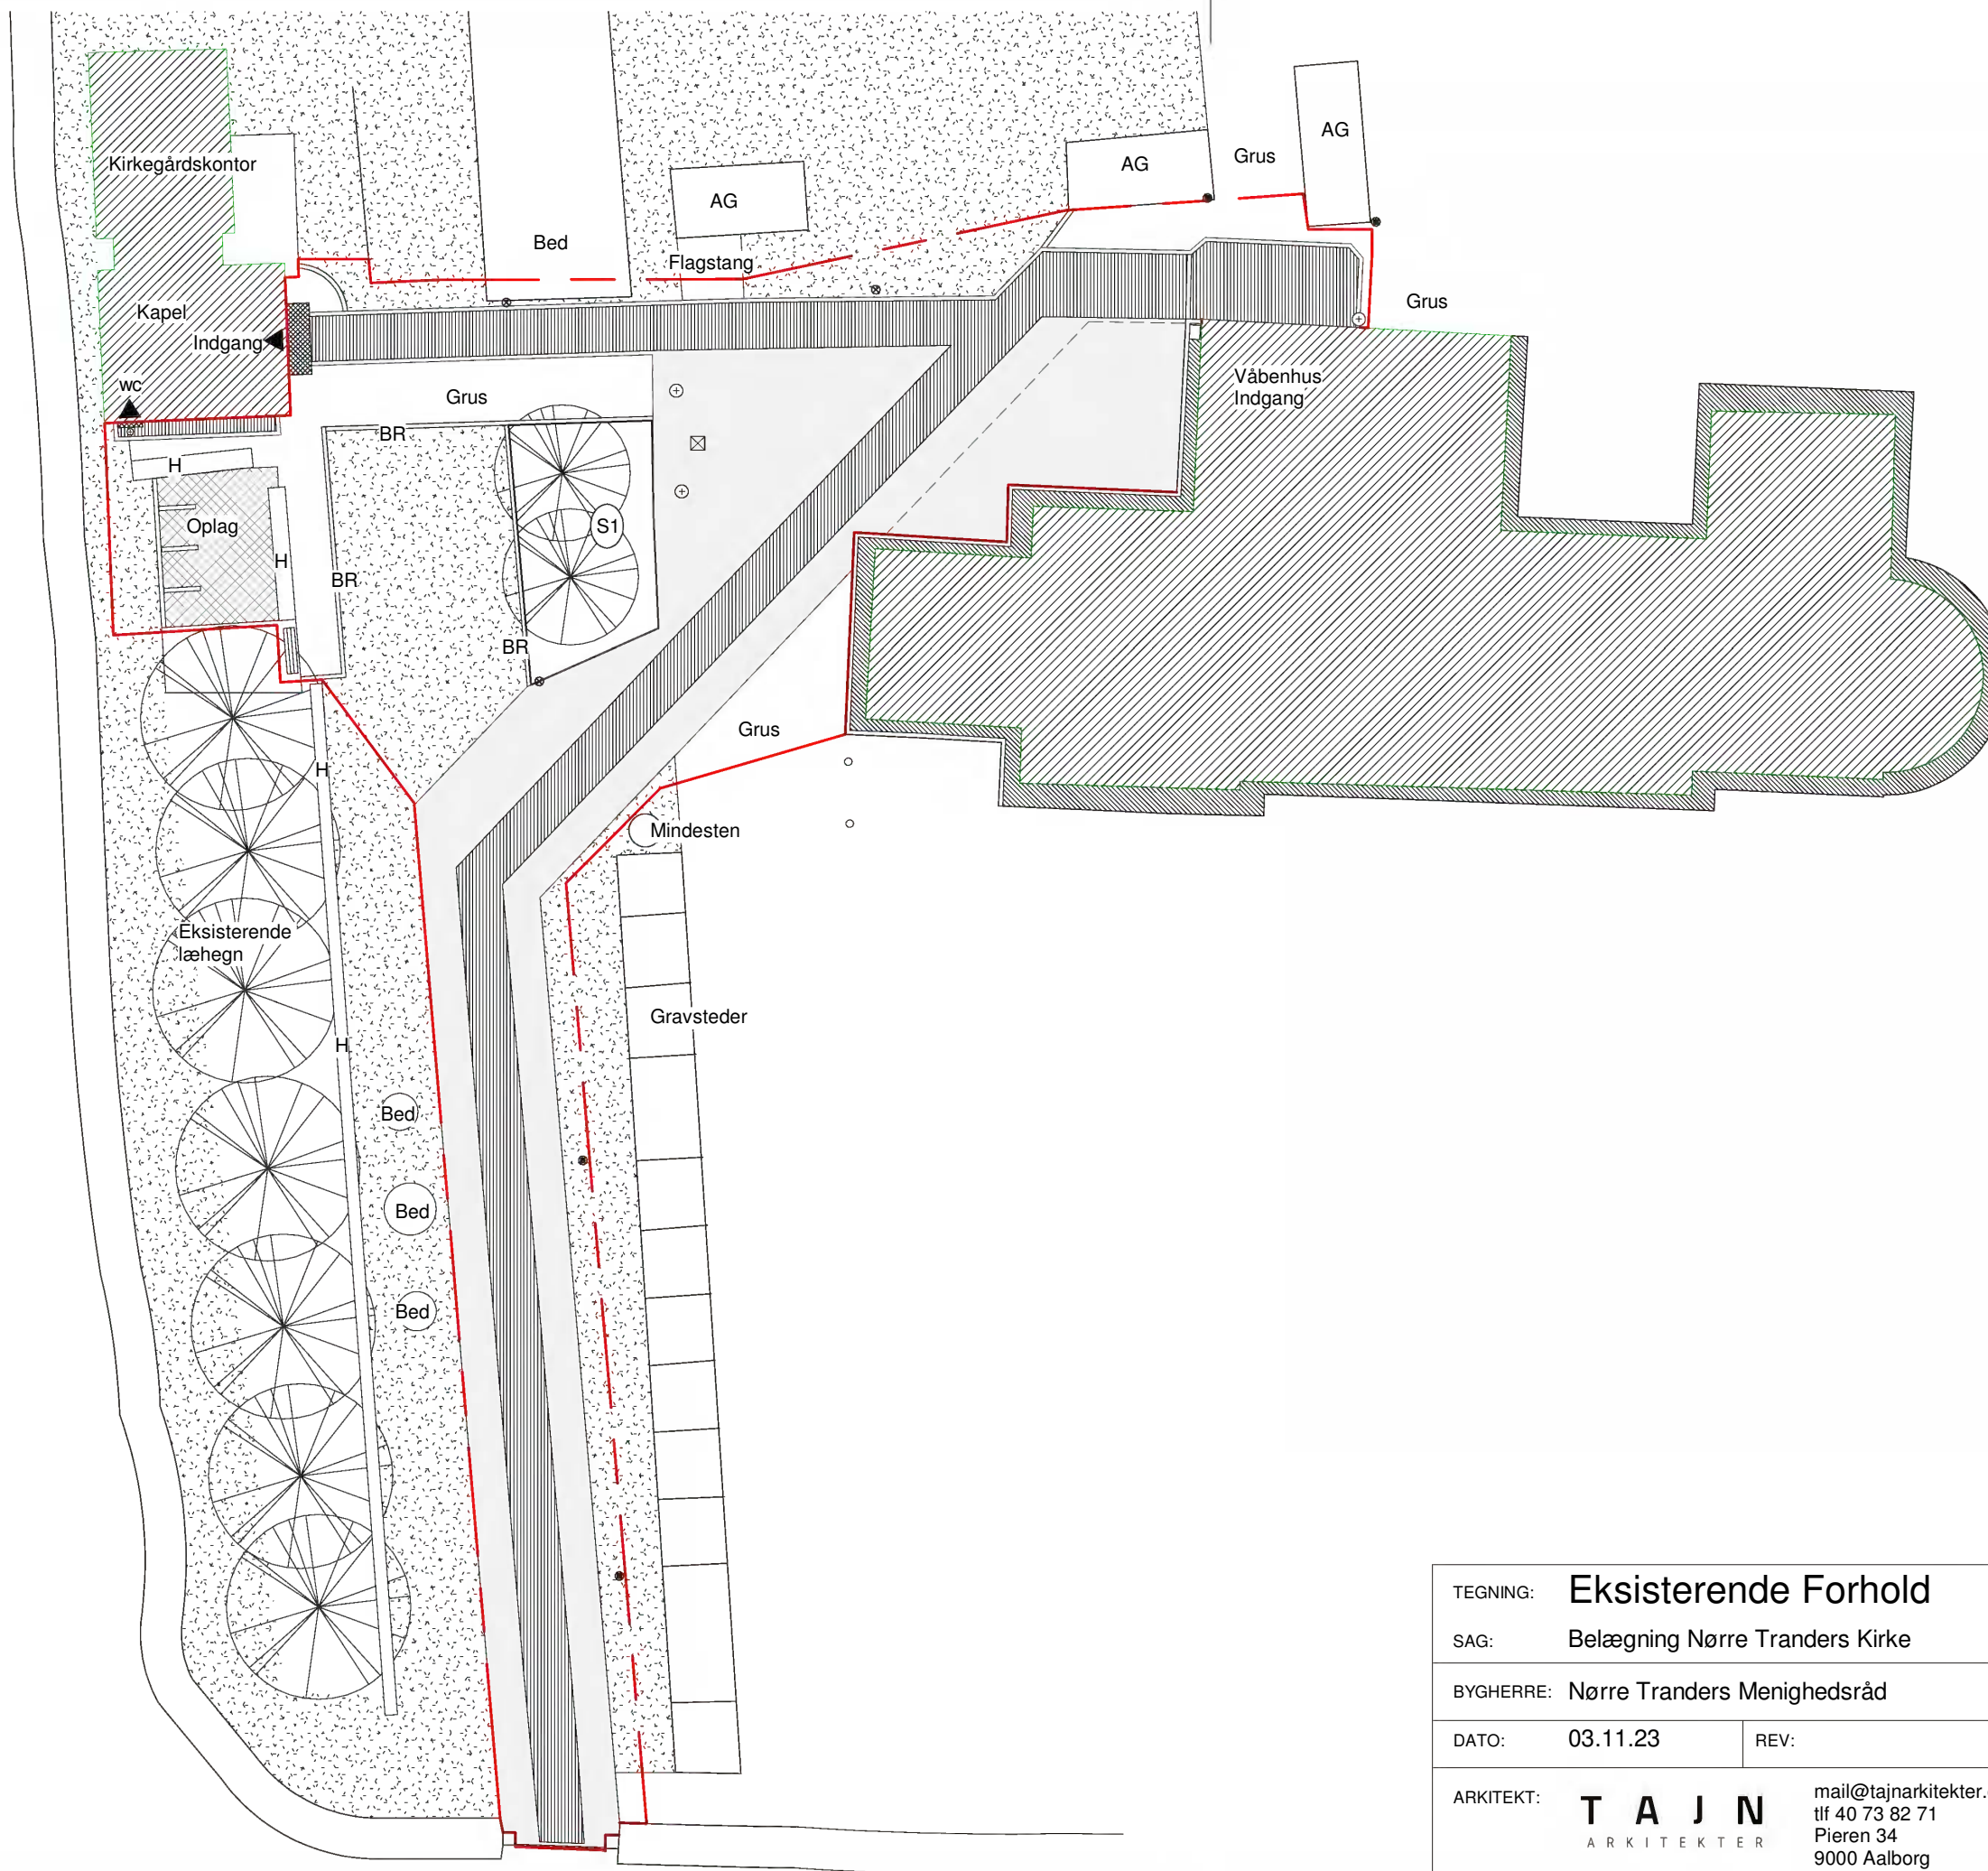 AG
Kirkegårdskontor
AG
Grus
AG
Bed
Flagstang
Kapel
Grus
Indgang
Våbenhus
Indgang
wc
Grus
BR
H
Oplag
S1
H
BR
BR
Grus
H
Mindesten
Eksisterende
læhegn
Gravsteder
H
Bed
Bed
Bed
TEGNING: Eksisterende Forhold
SAG: Belægning Nørre Tranders Kirke
BYGHERRE: Nørre Tranders Menighedsråd
DATO: 03.11.23 REV:
ARKITEKT: TAJN
ARKITEKTER
mail@tajnarkitekter.
tlf 40 73 82 71
Pieren 34
9000 Aalborg